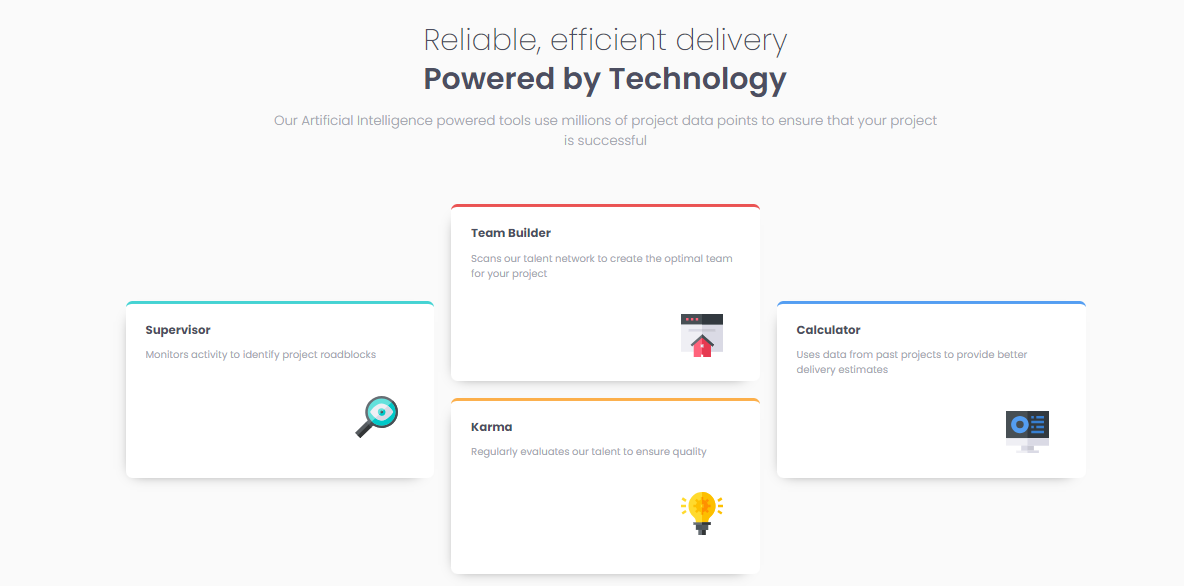 Reliable, efficient delivery
Powered by Technology
Our Artificial Intelligence powered tools use millions of project data points to ensure that your project
is successful
Supervisor
Monitors activity to identify project roadblocks
Team Builder
Scans our talent network to create the optimal team
for your project
Karma
Regularly evaluates our talent to ensure quality
Calculator
Uses data from past projects to provide better
delivery estimates